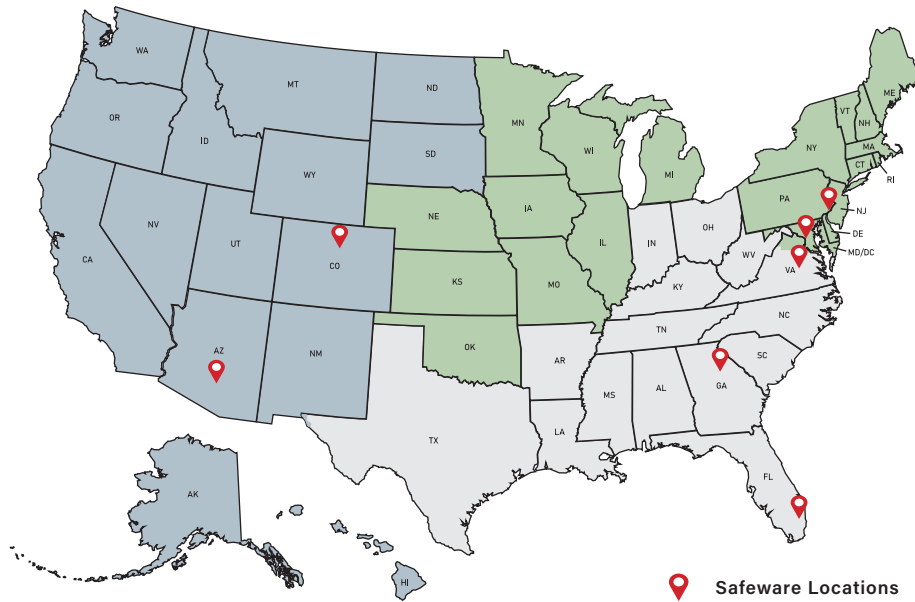 WA
MT
ND
MN
ME
VT
NH
OR
ID
SD
WI
NY
MA
MI
CT
RI
WY
PA
NE
IA
NJ
NV
OH
DE
UT
IL
IN
MD/DC
CA
CO
WV
VA
KS
MO
KY
NC
TN
AZ
NM
OK
AR
SC
MS
AL
GA
LA
TX
FL
AK
HI
Safeware Locations